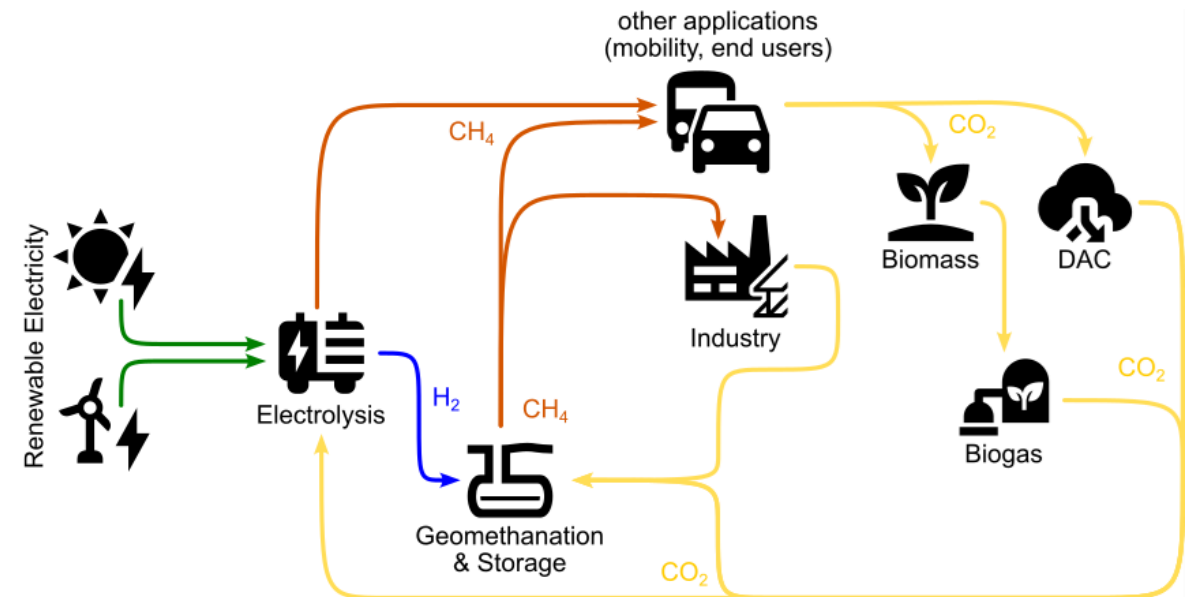 other applications
(mobility, end users)
CH₄
CO₂
Renewable Electricity
Biomass
DAC
Industry
Electrolysis
H₂
CH₄
CO₂
Biogas
Geomethanation
& Storage
CO₂